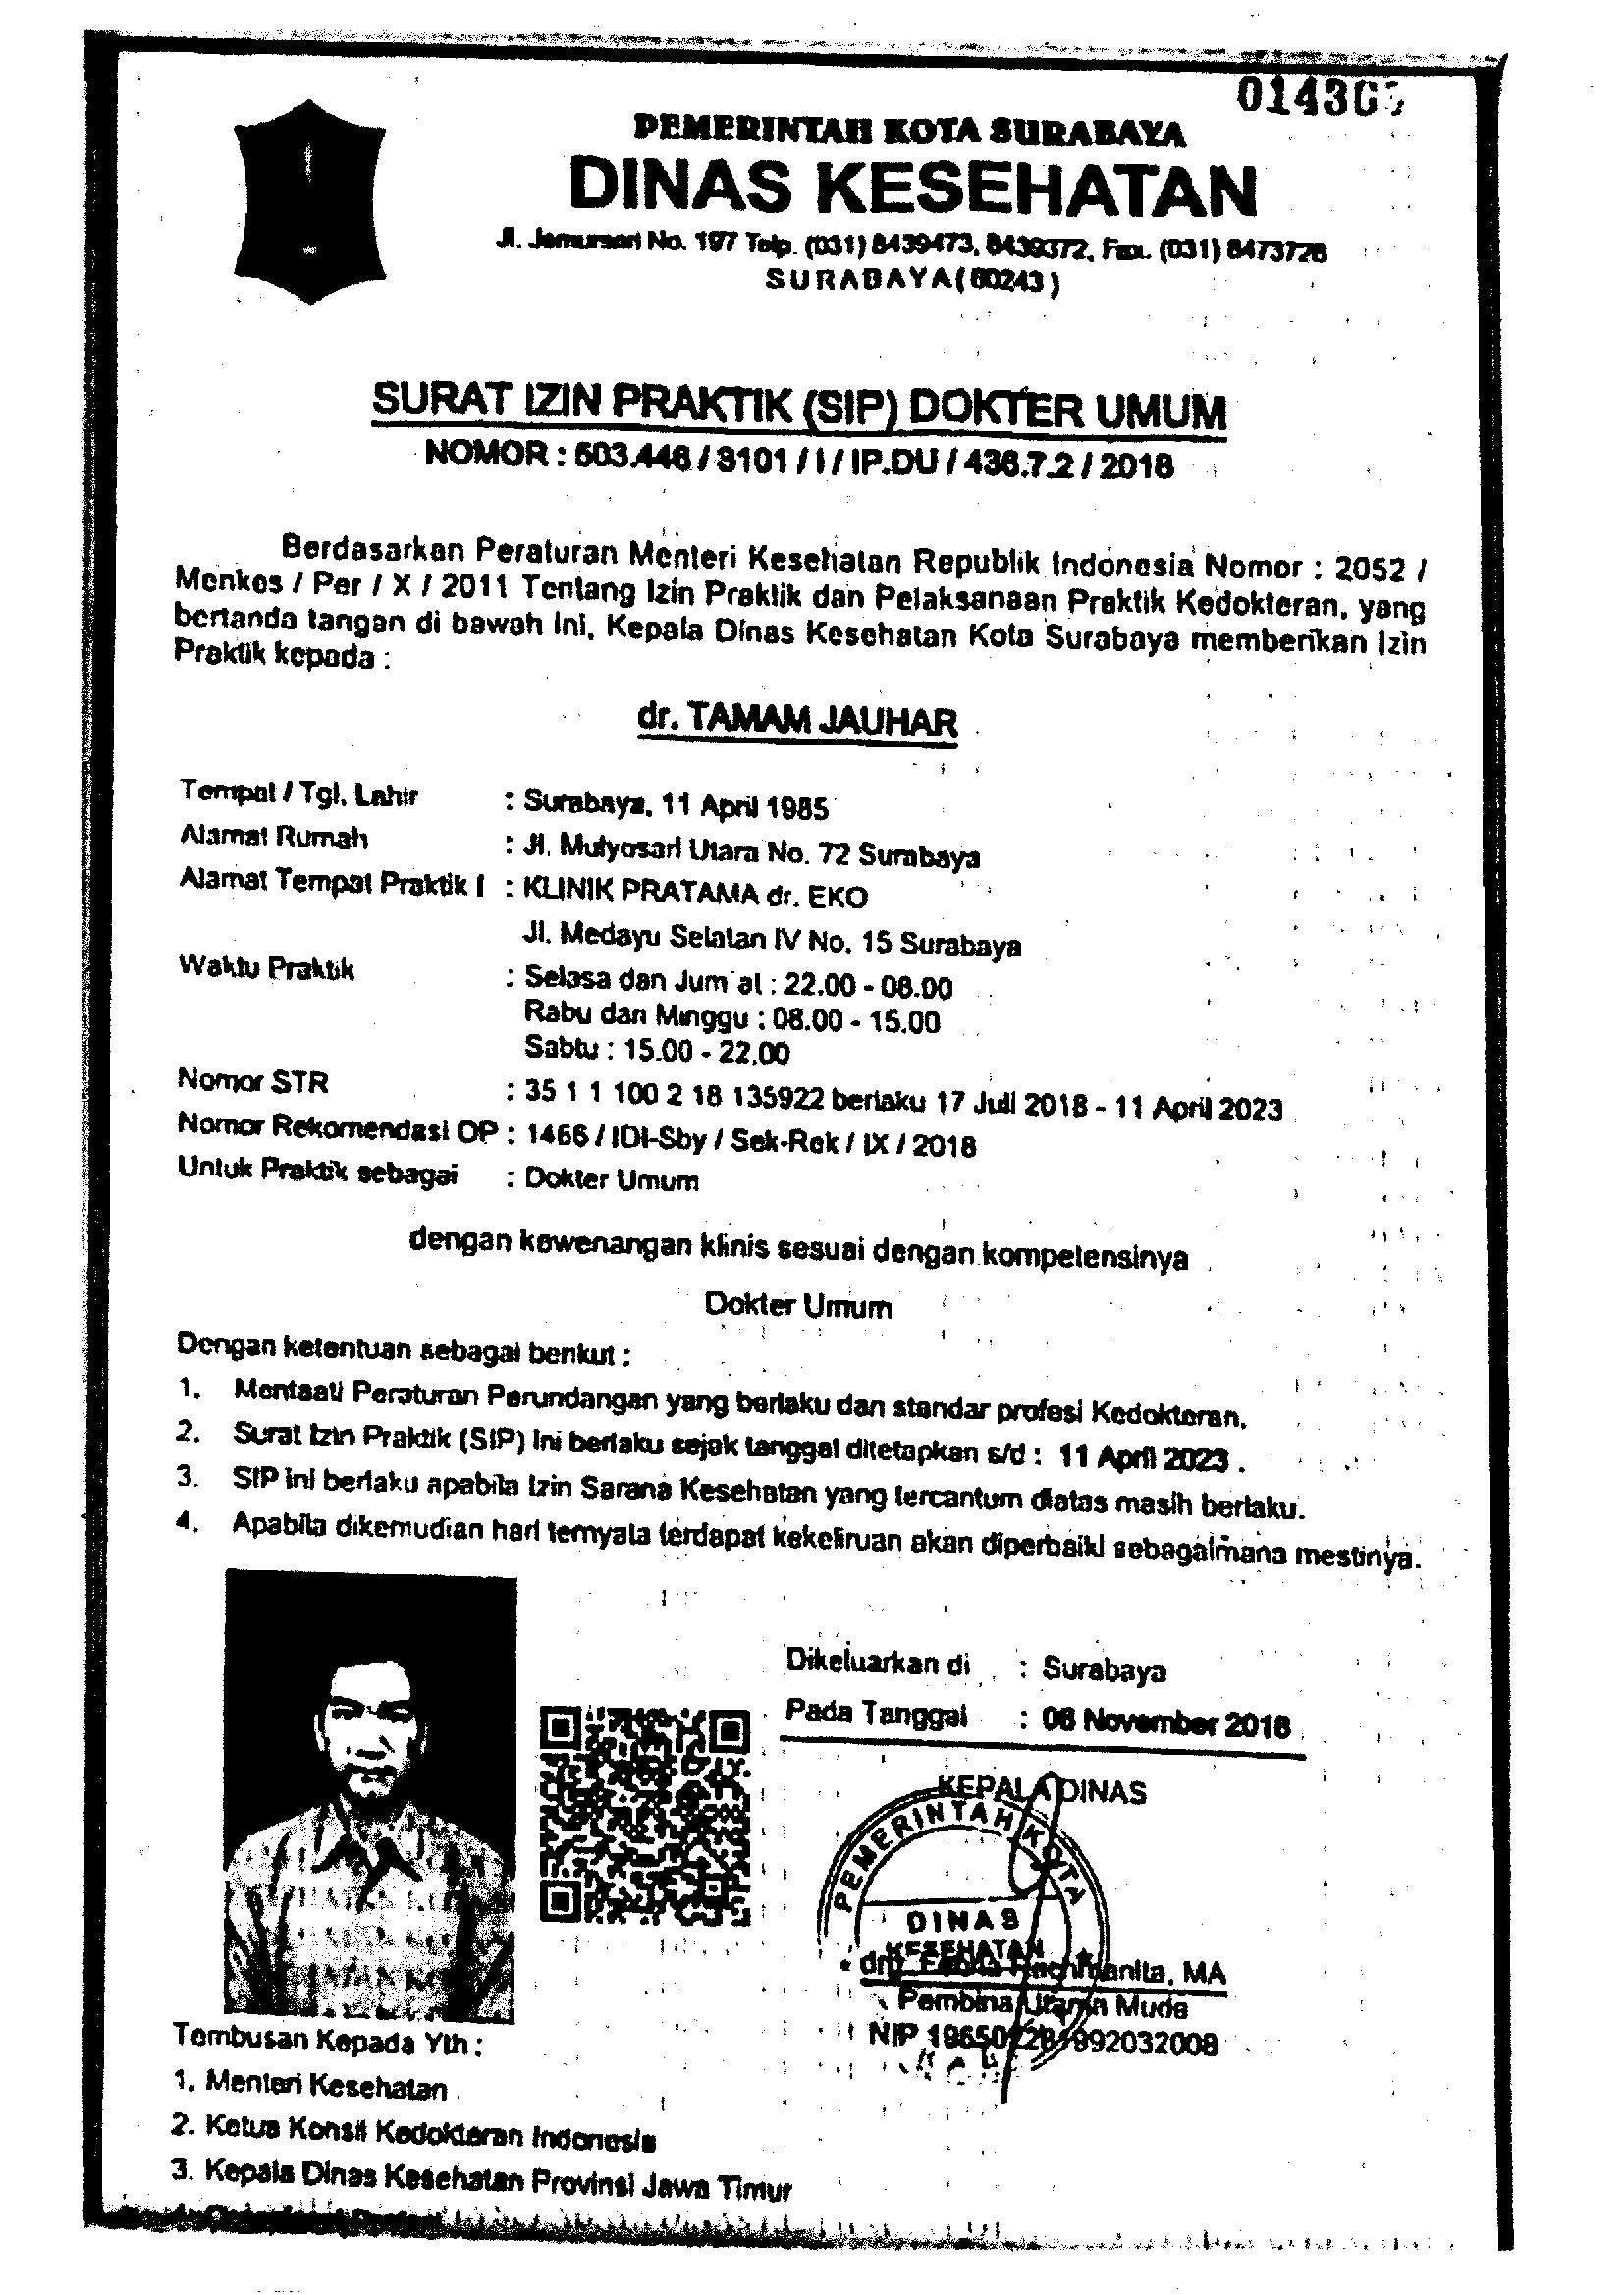 PEMERINTAH KOTA SURABAYA
DINAS KESEHATAN
Jl. Jemursari No. 197 Telp. (031) 8439473, 8439372, Fax. (031) 8473728
SURABAYA (60243)
SURAT IZIN PRAKTIK (SIP) DOKTER UMUM
NOMOR : 503.446 / 3101 / I / IP.DU / 436.7.2 / 2018
Berdasarkan Peraturan Menteri Kesehatan Republik Indonesia Nomor : 2052 /
Menkes / Per / X / 2011 Tentang Izin Praktik dan Pelaksanaan Praktik Kedokteran, yang
bertanda tangan di bawah ini, Kepala Dinas Kesehatan Kota Surabaya memberikan Izin
Praktik kepada :
dr. TAMAM JAUHAR
Tempat / Tgl. Lahir : Surabaya, 11 April 1985
Alamat Rumah : Jl. Mulyosari Utara No. 72 Surabaya
Alamat Tempat Praktik I : KLINIK PRATAMA dr. EKO
Jl. Medayu Selatan IV No. 15 Surabaya
Waktu Praktik : Selasa dan Jum'at : 22.00 - 08.00
Rabu dan Minggu : 08.00 - 15.00
Sabtu : 15.00 - 22.00
Nomor STR : 35 1 1 100 2 18 135922 berlaku 17 Juli 2018 - 11 April 2023
Nomor Rekomendasi OP : 1466 / IDI-Sby / Sek-Rek / IX / 2018
Untuk Praktik sebagai : Dokter Umum
dengan kewenangan klinis sesuai dengan kompetensinya
Dokter Umum
Dengan ketentuan sebagai berikut :
1. Mentaati Peraturan Perundangan yang berlaku dan standar profesi Kedokteran.
2. Surat Izin Praktik (SIP) ini berlaku sejak tanggal ditetapkan s/d : 11 April 2023 .
3. SIP ini berlaku apabila Izin Sarana Kesehatan yang tercantum diatas masih berlaku.
4. Apabila dikemudian hari ternyata terdapat kekeliruan akan diperbaiki sebagaimana mestinya.
Dikeluarkan di : Surabaya
Pada Tanggal : 06 November 2018
KEPALA DINAS
PEMERINTAH KOTA
DINAS
KESEHATAN
drg. Febria Rachmanita, MA
Pembina Utama Muda
NIP 196502281992032008
Tembusan Kepada Yth :
1. Menteri Kesehatan
2. Ketua Konsil Kedokteran Indonesia
3. Kepala Dinas Kesehatan Provinsi Jawa Timur